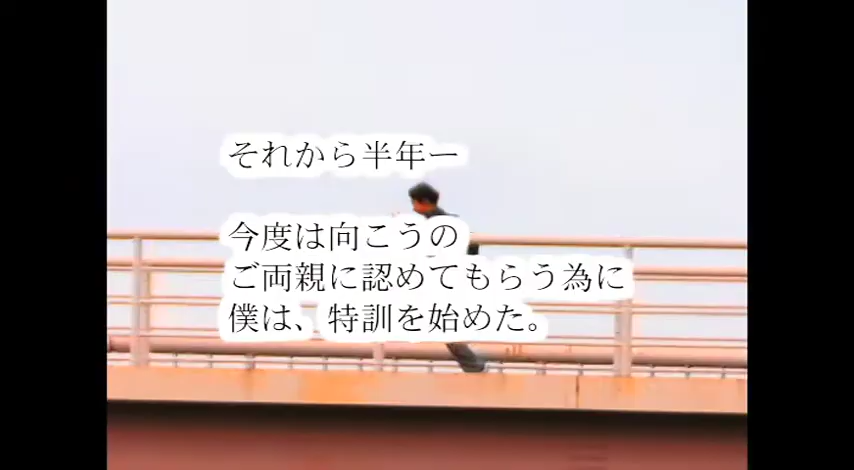 それから半年ー
今度は向こうの
ご両親に認めてもらう為に
僕は、特訓を始めた。